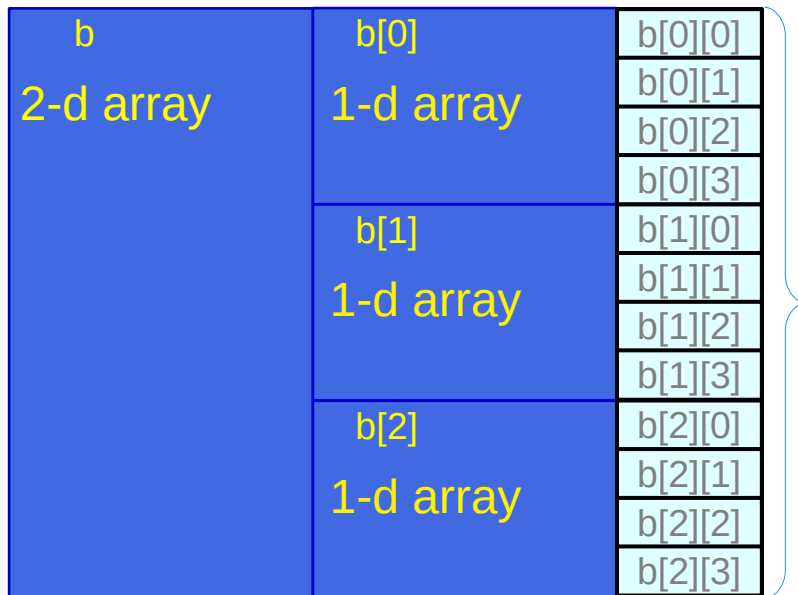 b
2-d array
b[0]
1-d array
b[0][0]
b[0][1]
b[0][2]
b[0][3]
b[1]
1-d array
b[1][0]
b[1][1]
b[1][2]
b[1][3]
b[2]
1-d array
b[2][0]
b[2][1]
b[2][2]
b[2][3]